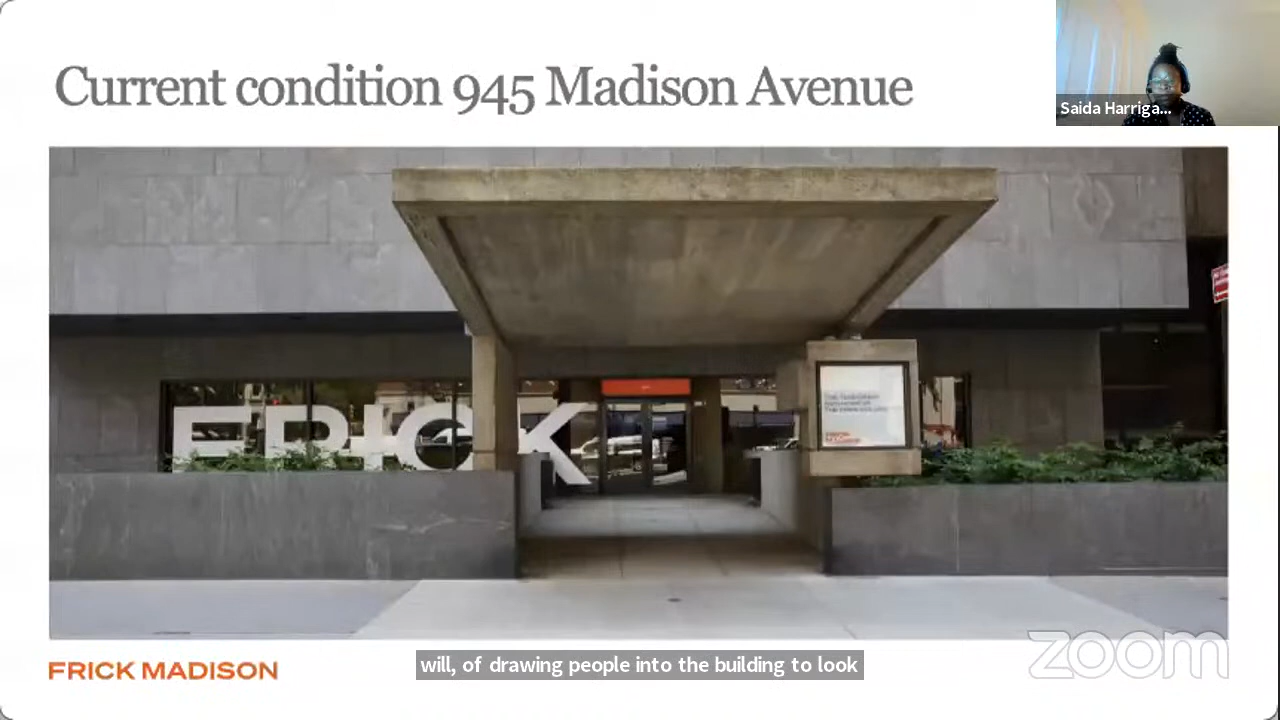 Current condition 945 Madison Avenue
Saida Harriga...
FRICK
FRICK MADISON
will, of drawing people into the building to look
zoom